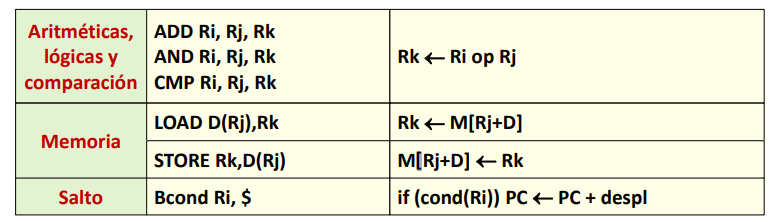 Aritméticas,
lógicas y
comparación
ADD Ri, Rj, Rk
AND Ri, Rj, Rk
CMP Ri, Rj, Rk
Rk ← Ri op Rj
Memoria
LOAD D(Rj),Rk
Rk ← M[Rj+D]
STORE Rk,D(Rj)
M[Rj+D] ← Rk
Salto
Bcond Ri, $
if (cond(Ri)) PC ← PC + despl